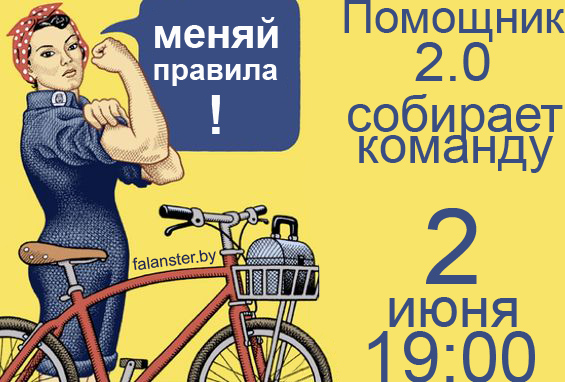 меняй
правила
!
falanster.by
Помощник
2.0
собирает
команду
2
июня
19:00